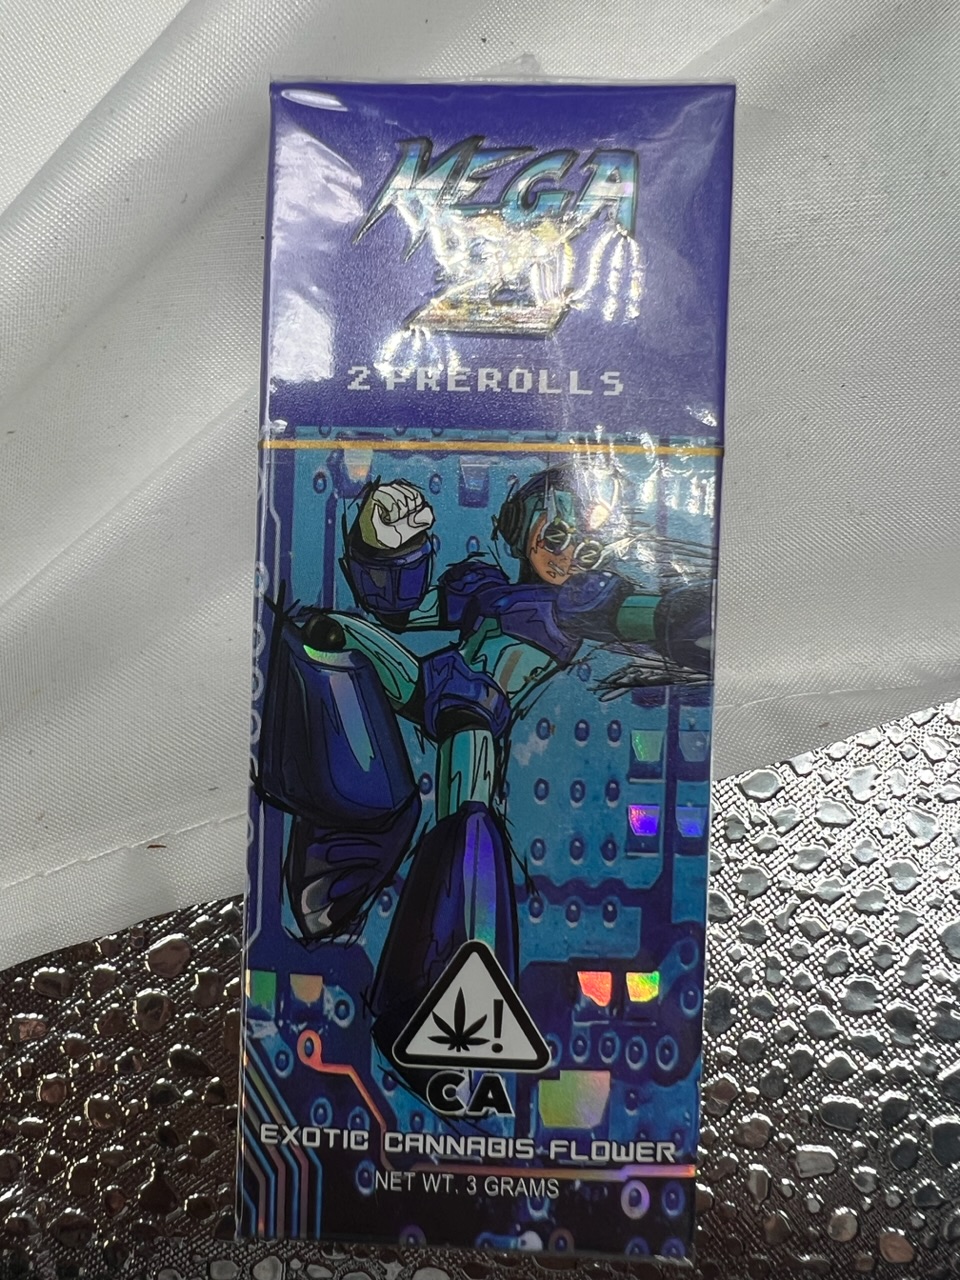 MEGA
Z
2 PREROLLS
!
CA
EXOTIC CANNABIS FLOWER
NET WT. 3 GRAMS